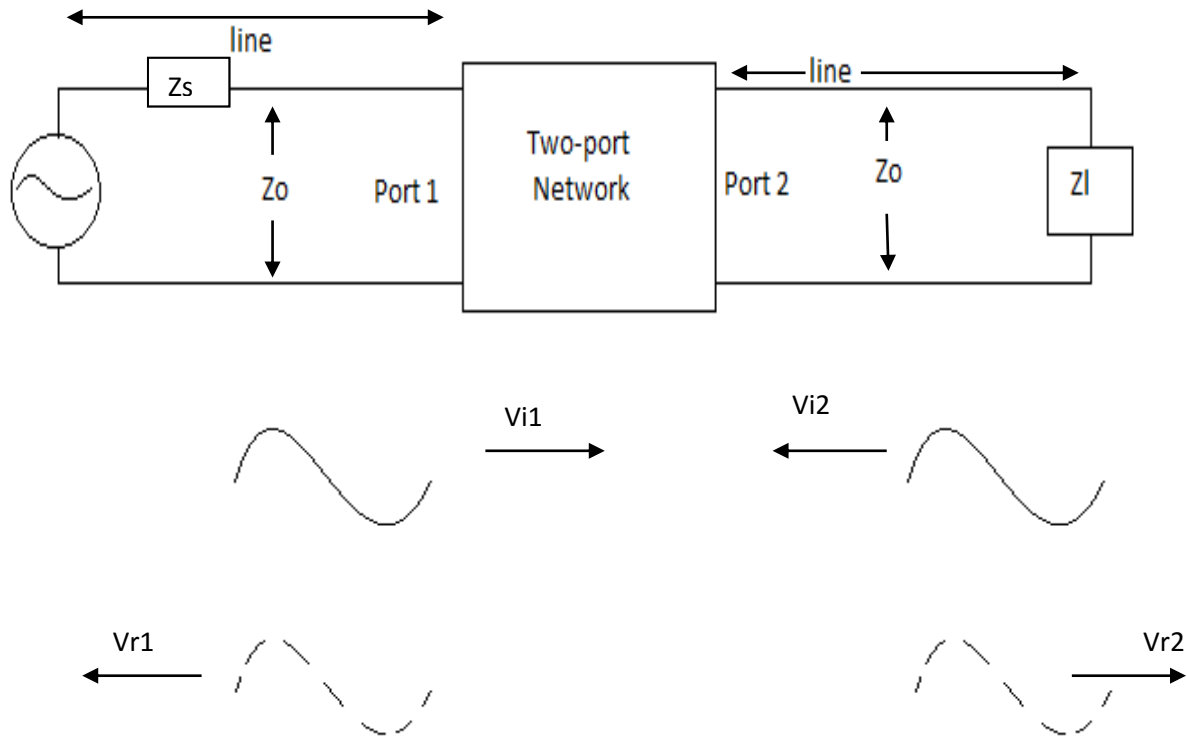 line
Zs
line
Two-port
Network
Zo
Port 1
Port 2
Zo
Zl
Vi1
Vi2
Vr1
Vr2